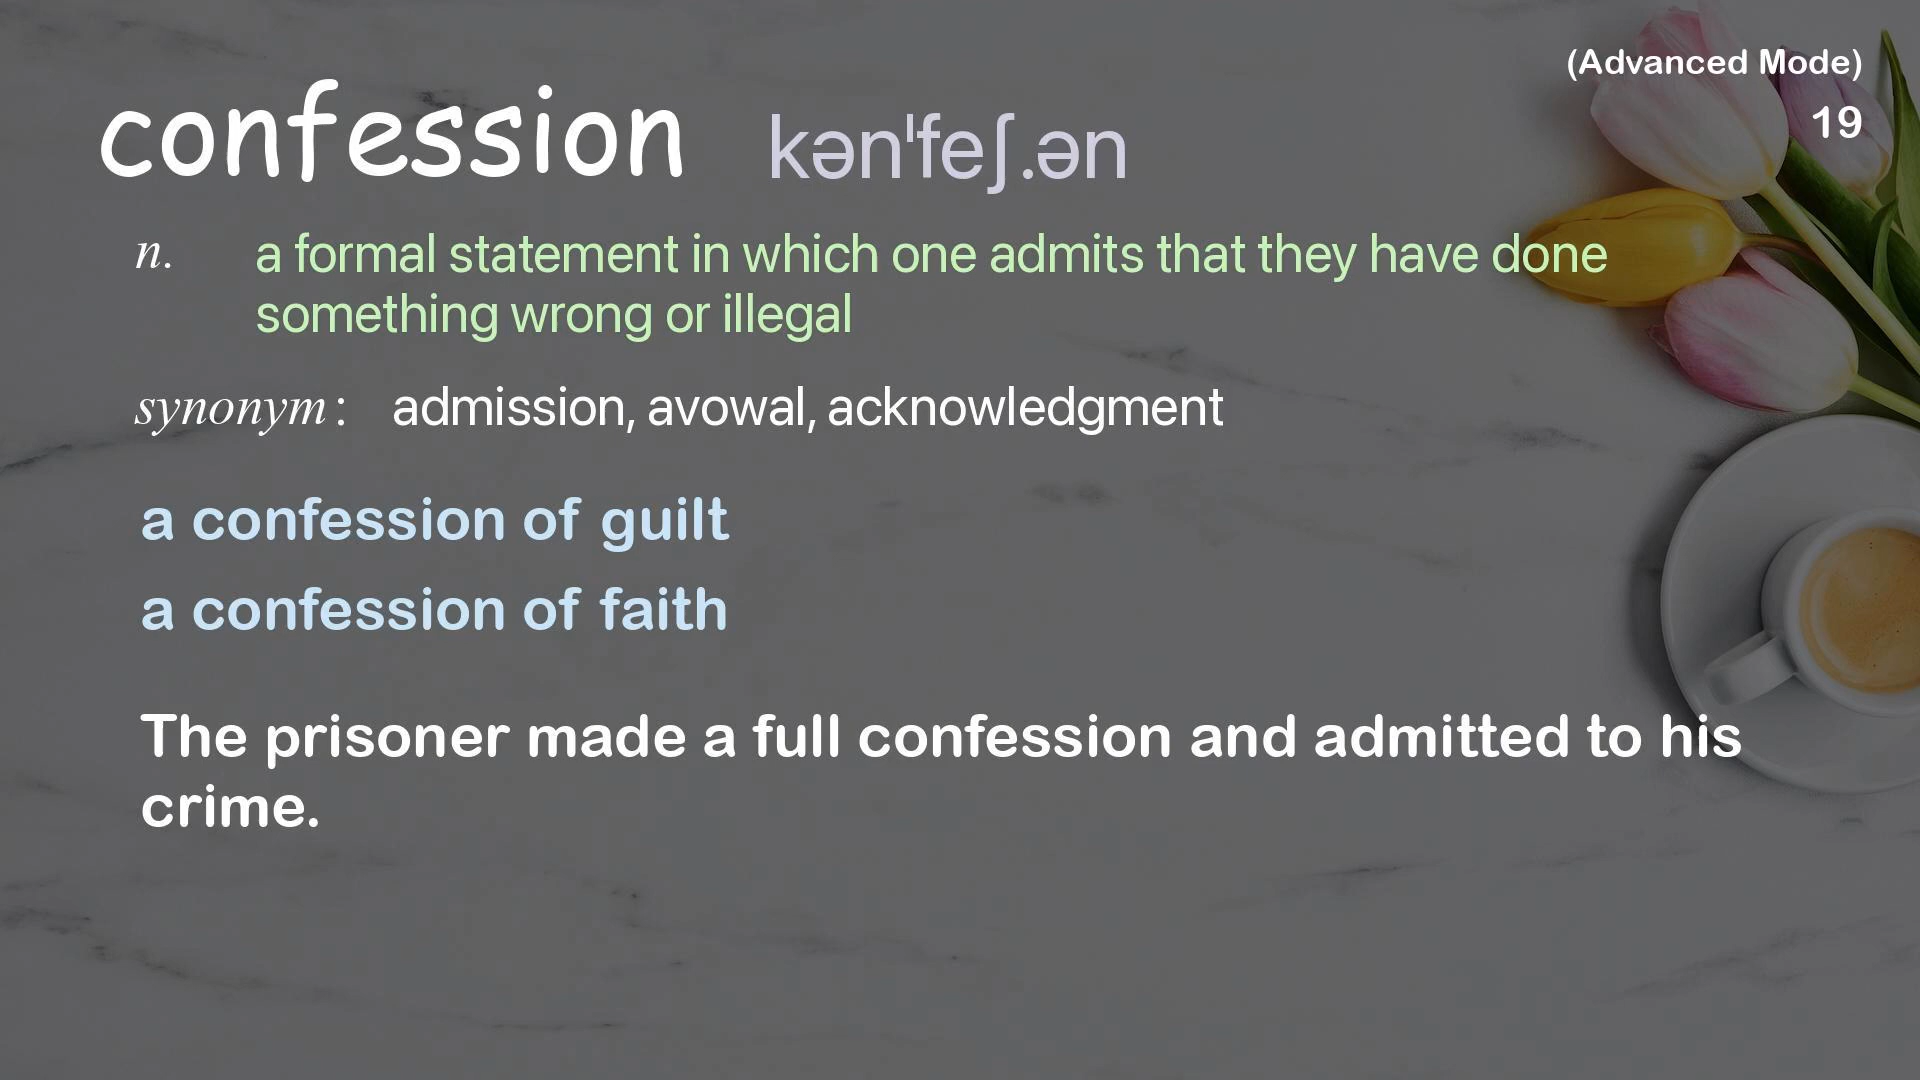 (Advanced Mode)
19
confession kən'feʃ.ən
n. a formal statement in which one admits that they have done
something wrong or illegal
synonym: admission, avowal, acknowledgment
a confession of guilt
a confession of faith
The prisoner made a full confession and admitted to his
crime.